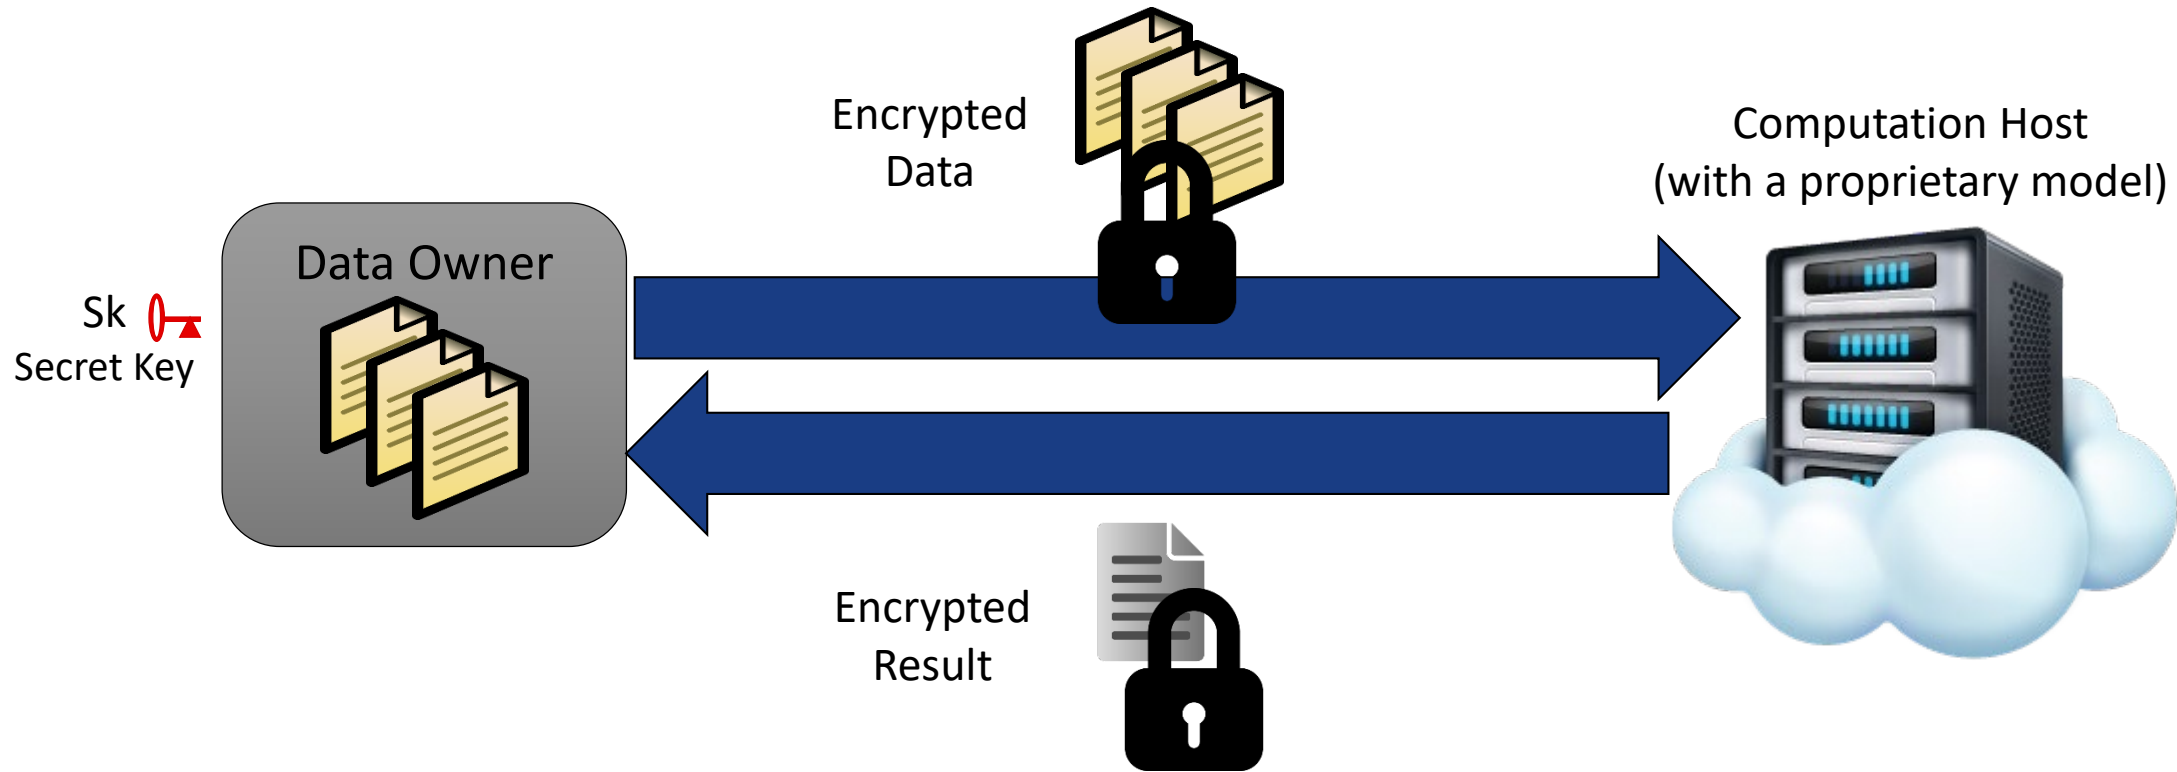 Encrypted
Data
Computation Host
(with a proprietary model)
Data Owner
Sk
Secret Key
Encrypted
Result